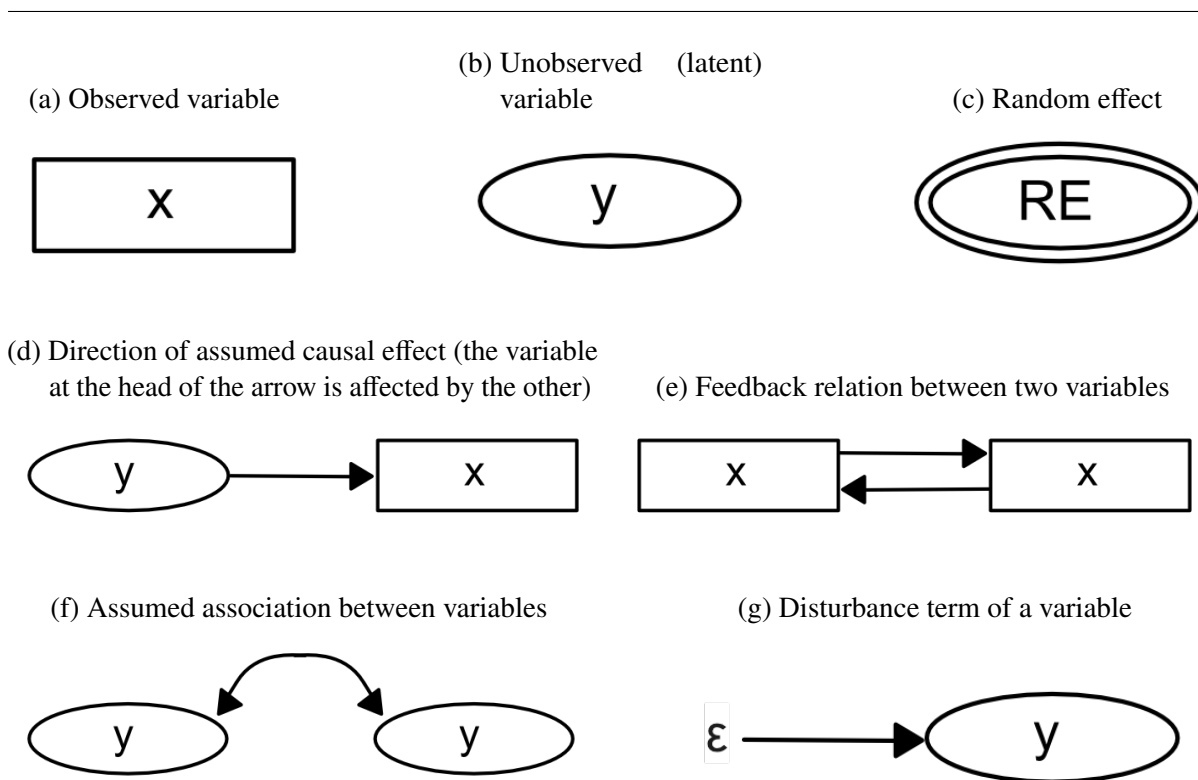 (b) Unobserved (latent)
variable
(a) Observed variable
(c) Random effect
x
y
RE
(d) Direction of assumed causal effect (the variable
at the head of the arrow is affected by the other)
(e) Feedback relation between two variables
y
x
x
x
(f) Assumed association between variables
(g) Disturbance term of a variable
y
y
ε
y